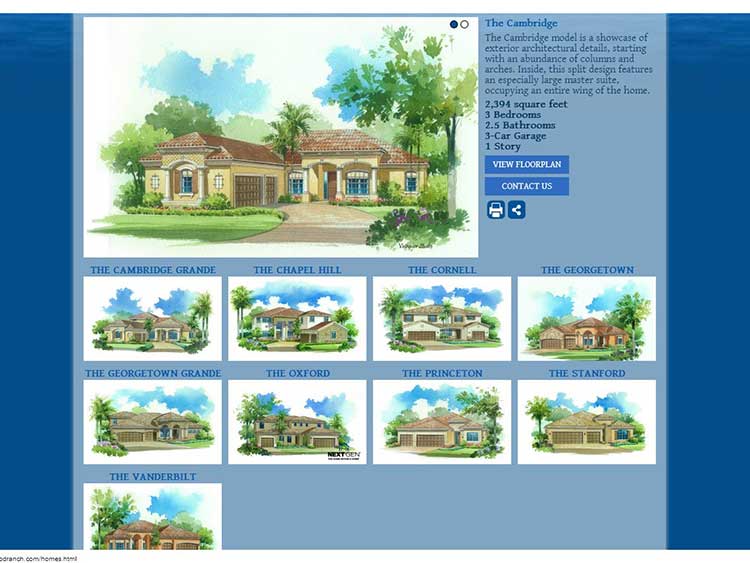 The Cambridge
The Cambridge model is a showcase of
exterior architectural details, starting
with an abundance of columns and
arches. Inside, this split design features
an especially large master suite,
occupying an entire wing of the home.
2,394 square feet
3 Bedrooms
2.5 Bathrooms
3-Car Garage
1 Story
VIEW FLOORPLAN
CONTACT US
THE CAMBRIDGE GRANDE
THE CHAPEL HILL
THE CORNELL
THE GEORGETOWN
THE GEORGETOWN GRANDE
THE OXFORD
THE PRINCETON
THE STANFORD
NEXTGEN
THE VANDERBILT
odranch.com/homes.html